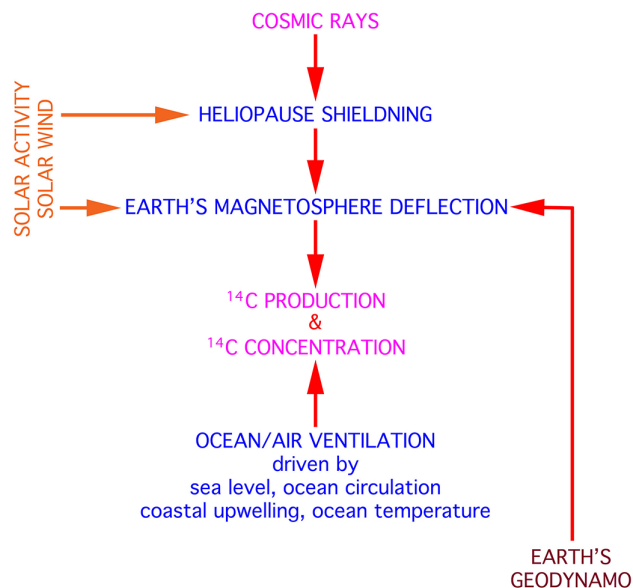 COSMIC RAYS
SOLAR ACTIVITY
SOLAR WIND
HELIOPAUSE SHIELDNING
EARTH'S MAGNETOSPHERE DEFLECTION
¹⁴C PRODUCTION
&
¹⁴C CONCENTRATION
OCEAN/AIR VENTILATION
driven by
sea level, ocean circulation
coastal upwelling, ocean temperature
EARTH'S
GEODYNAMO